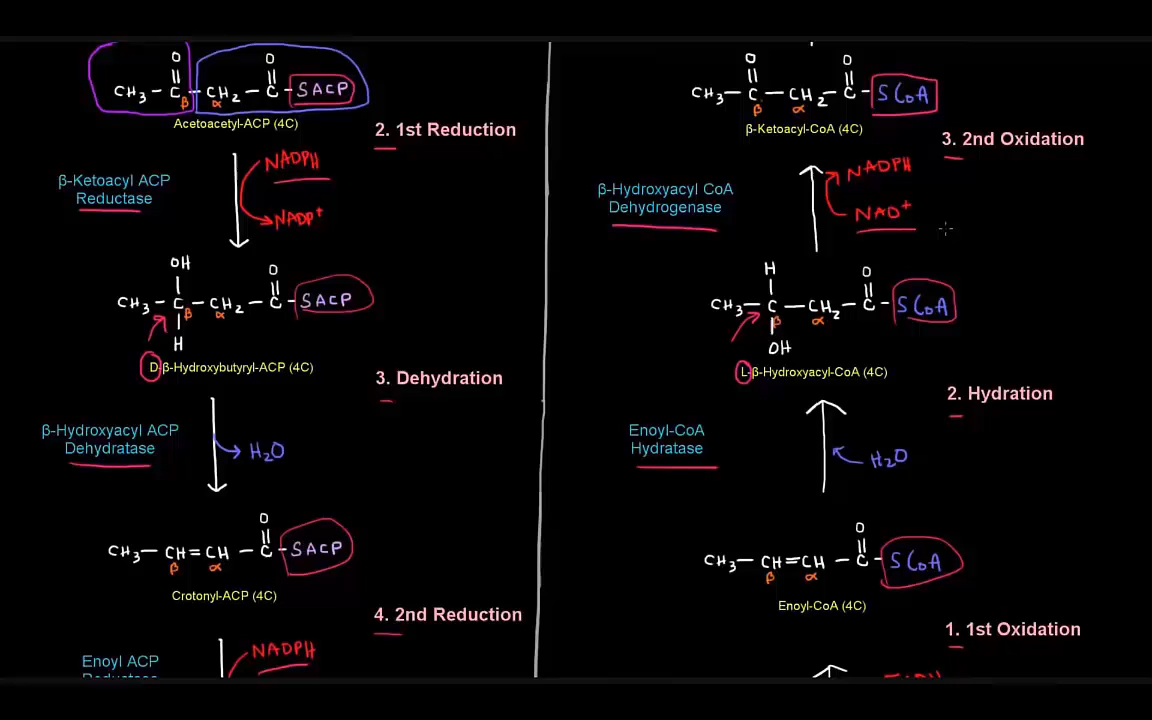 O O
CH3 — C — CH2 — C — SACP
β α
Acetoacetyl-ACP (4C)
2. 1st Reduction
NADPH
β-Ketoacyl ACP
Reductase
NADP+
OH
O
CH3 — C — CH2 — C — SACP
β α
H
D-β-Hydroxybutyryl-ACP (4C)
3. Dehydration
β-Hydroxyacyl ACP
Dehydratase
H2O
O
CH3 — CH = CH — C — SACP
β α
Crotonyl-ACP (4C)
4. 2nd Reduction
NADPH
Enoyl ACP
Reductase
O O
CH3 — C — CH2 — C — SCoA
β α
β-Ketoacyl-CoA (4C)
3. 2nd Oxidation
NADPH
β-Hydroxyacyl CoA
Dehydrogenase
NAD+
H
O
CH3 — C — CH2 — C — SCoA
β α
OH
L-β-Hydroxyacyl-CoA (4C)
2. Hydration
Enoyl-CoA
Hydratase
H2O
O
CH3 — CH = CH — C — SCoA
β α
Enoyl-CoA (4C)
1. 1st Oxidation